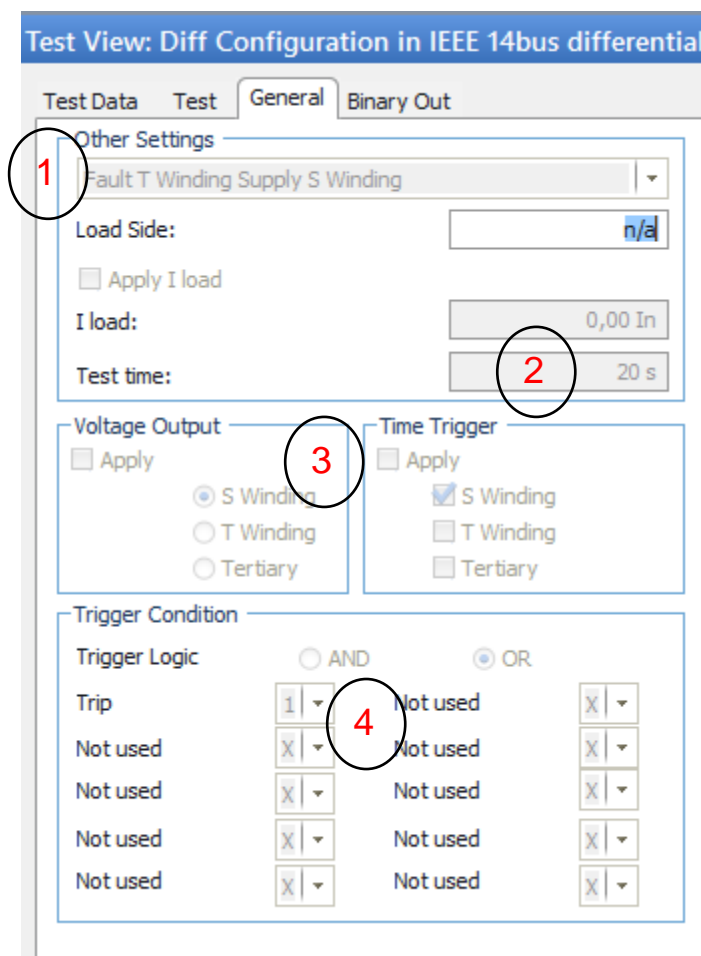 Test View: Diff Configuration in IEEE 14bus differential
Test Data Test General Binary Out
Other Settings
1
Fault T Winding Supply S Winding
Load Side: n/a
Apply I load
I load: 0,00 In
Test time: 2 20 s
Voltage Output Time Trigger
Apply 3 Apply
S Winding S Winding
T Winding T Winding
Tertiary Tertiary
Trigger Condition
Trigger Logic AND OR
Trip 1 4 Not used X
Not used X Not used X
Not used X Not used X
Not used X Not used X
Not used X Not used X